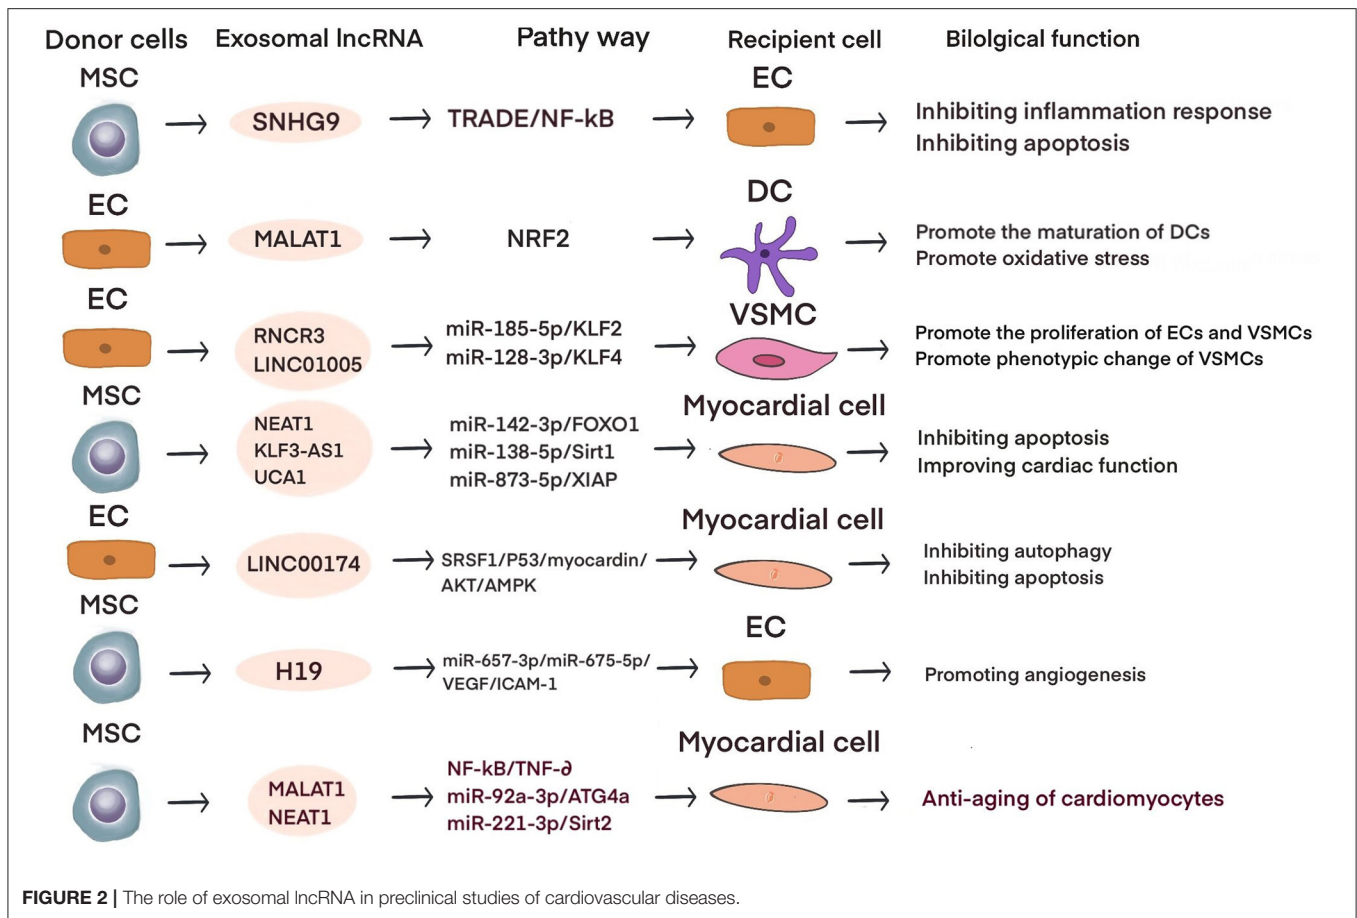 Donor cells Exosomal lncRNA Pathy way Recipient cell Bilolgical function
MSC
SNHG9
TRADE/NF-kB
EC
Inhibiting inflammation response
Inhibiting apoptosis
EC
MALAT1
NRF2
DC
Promote the maturation of DCs
Promote oxidative stress
EC
RNCR3
LINC01005
miR-185-5p/KLF2
miR-128-3p/KLF4
VSMC
Promote the proliferation of ECs and VSMCs
Promote phenotypic change of VSMCs
MSC
NEAT1
KLF3-AS1
UCA1
miR-142-3p/FOXO1
miR-138-5p/Sirt1
miR-873-5p/XIAP
Myocardial cell
Inhibiting apoptosis
Improving cardiac function
EC
LINC00174
SRSF1/P53/myocardin/
AKT/AMPK
Myocardial cell
Inhibiting autophagy
Inhibiting apoptosis
MSC
H19
miR-657-3p/miR-675-5p/
VEGF/ICAM-1
EC
Promoting angiogenesis
MSC
MALAT1
NEAT1
NF-kB/TNF-∂
miR-92a-3p/ATG4a
miR-221-3p/Sirt2
Myocardial cell
Anti-aging of cardiomyocytes
FIGURE 2 | The role of exosomal lncRNA in preclinical studies of cardiovascular diseases.